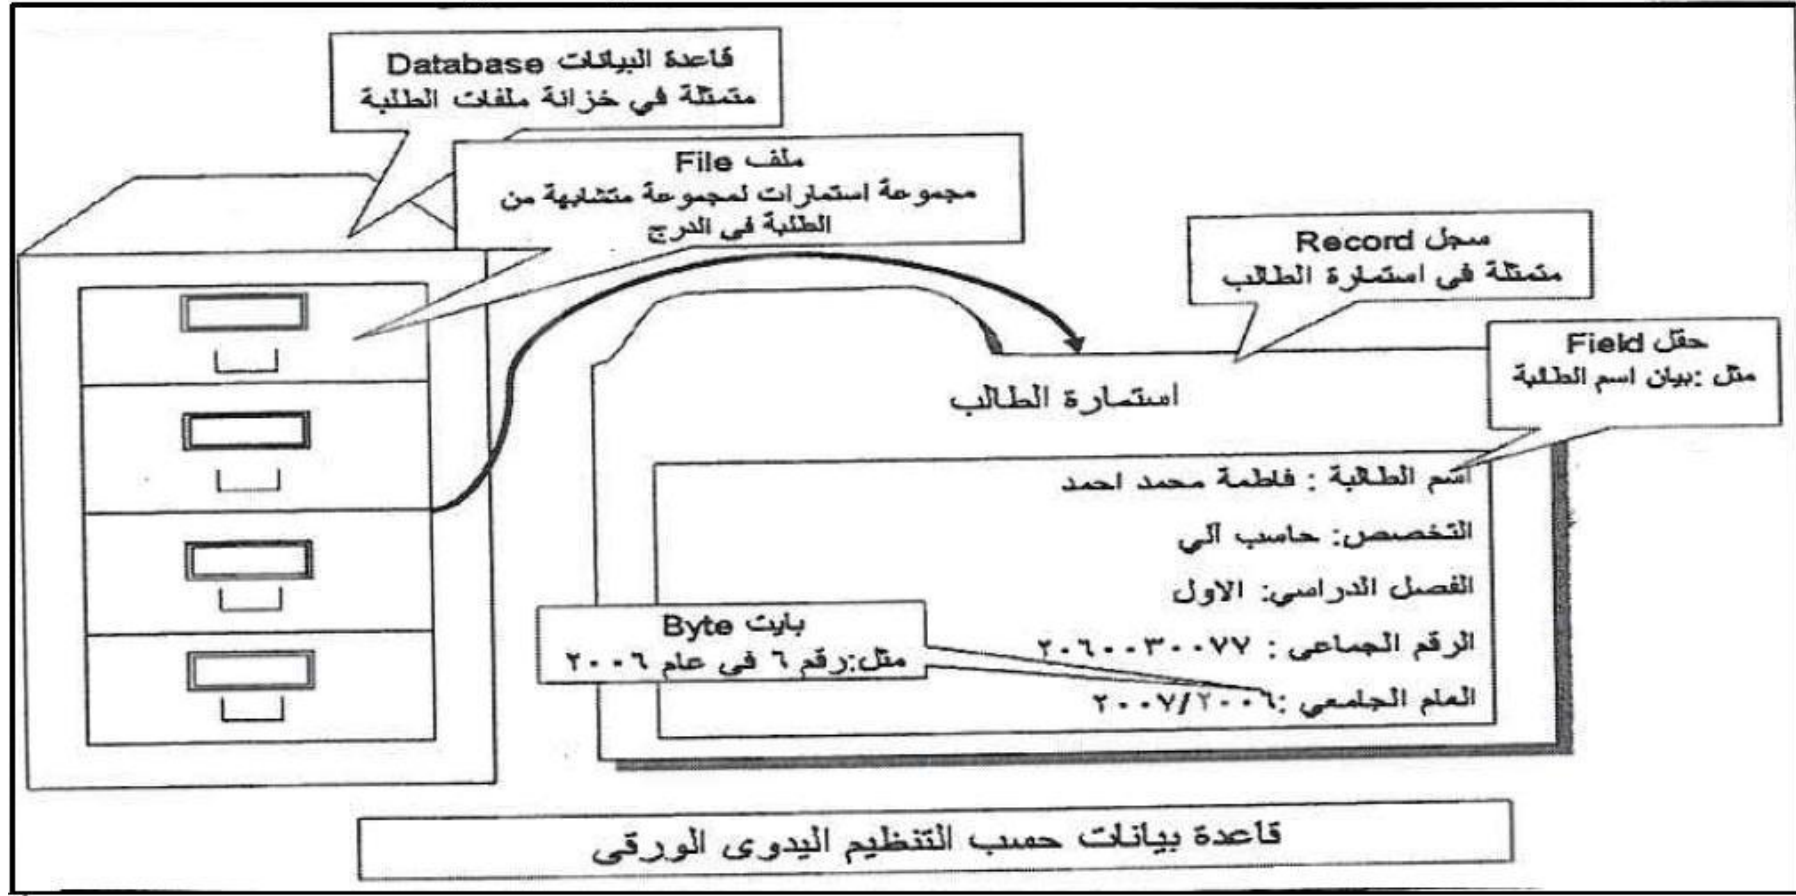 قاعدة البيانات Database
متمثلة في خزانة ملفات الطلبة
ملف File
مجموعة استمارات لمجموعة متشابهة من
الطلبة في الدرج
سجل Record
متمثلة في استمارة الطالب
حقل Field
مثل :بيان اسم الطالبة
استمارة الطالب
اسم الطالبة : فاطمة محمد احمد
التخصص: حاسب آلي
الفصل الدراسي: الاول
الرقم الجماعي : ٢٠٦٠٠٣٠٠٧٧
العام الجامعي :٢٠٠٧/٢٠٠٦
بايت Byte
مثل:رقم ٦ في عام ٢٠٠٦
قاعدة بيانات حسب التنظيم اليدوى الورقى